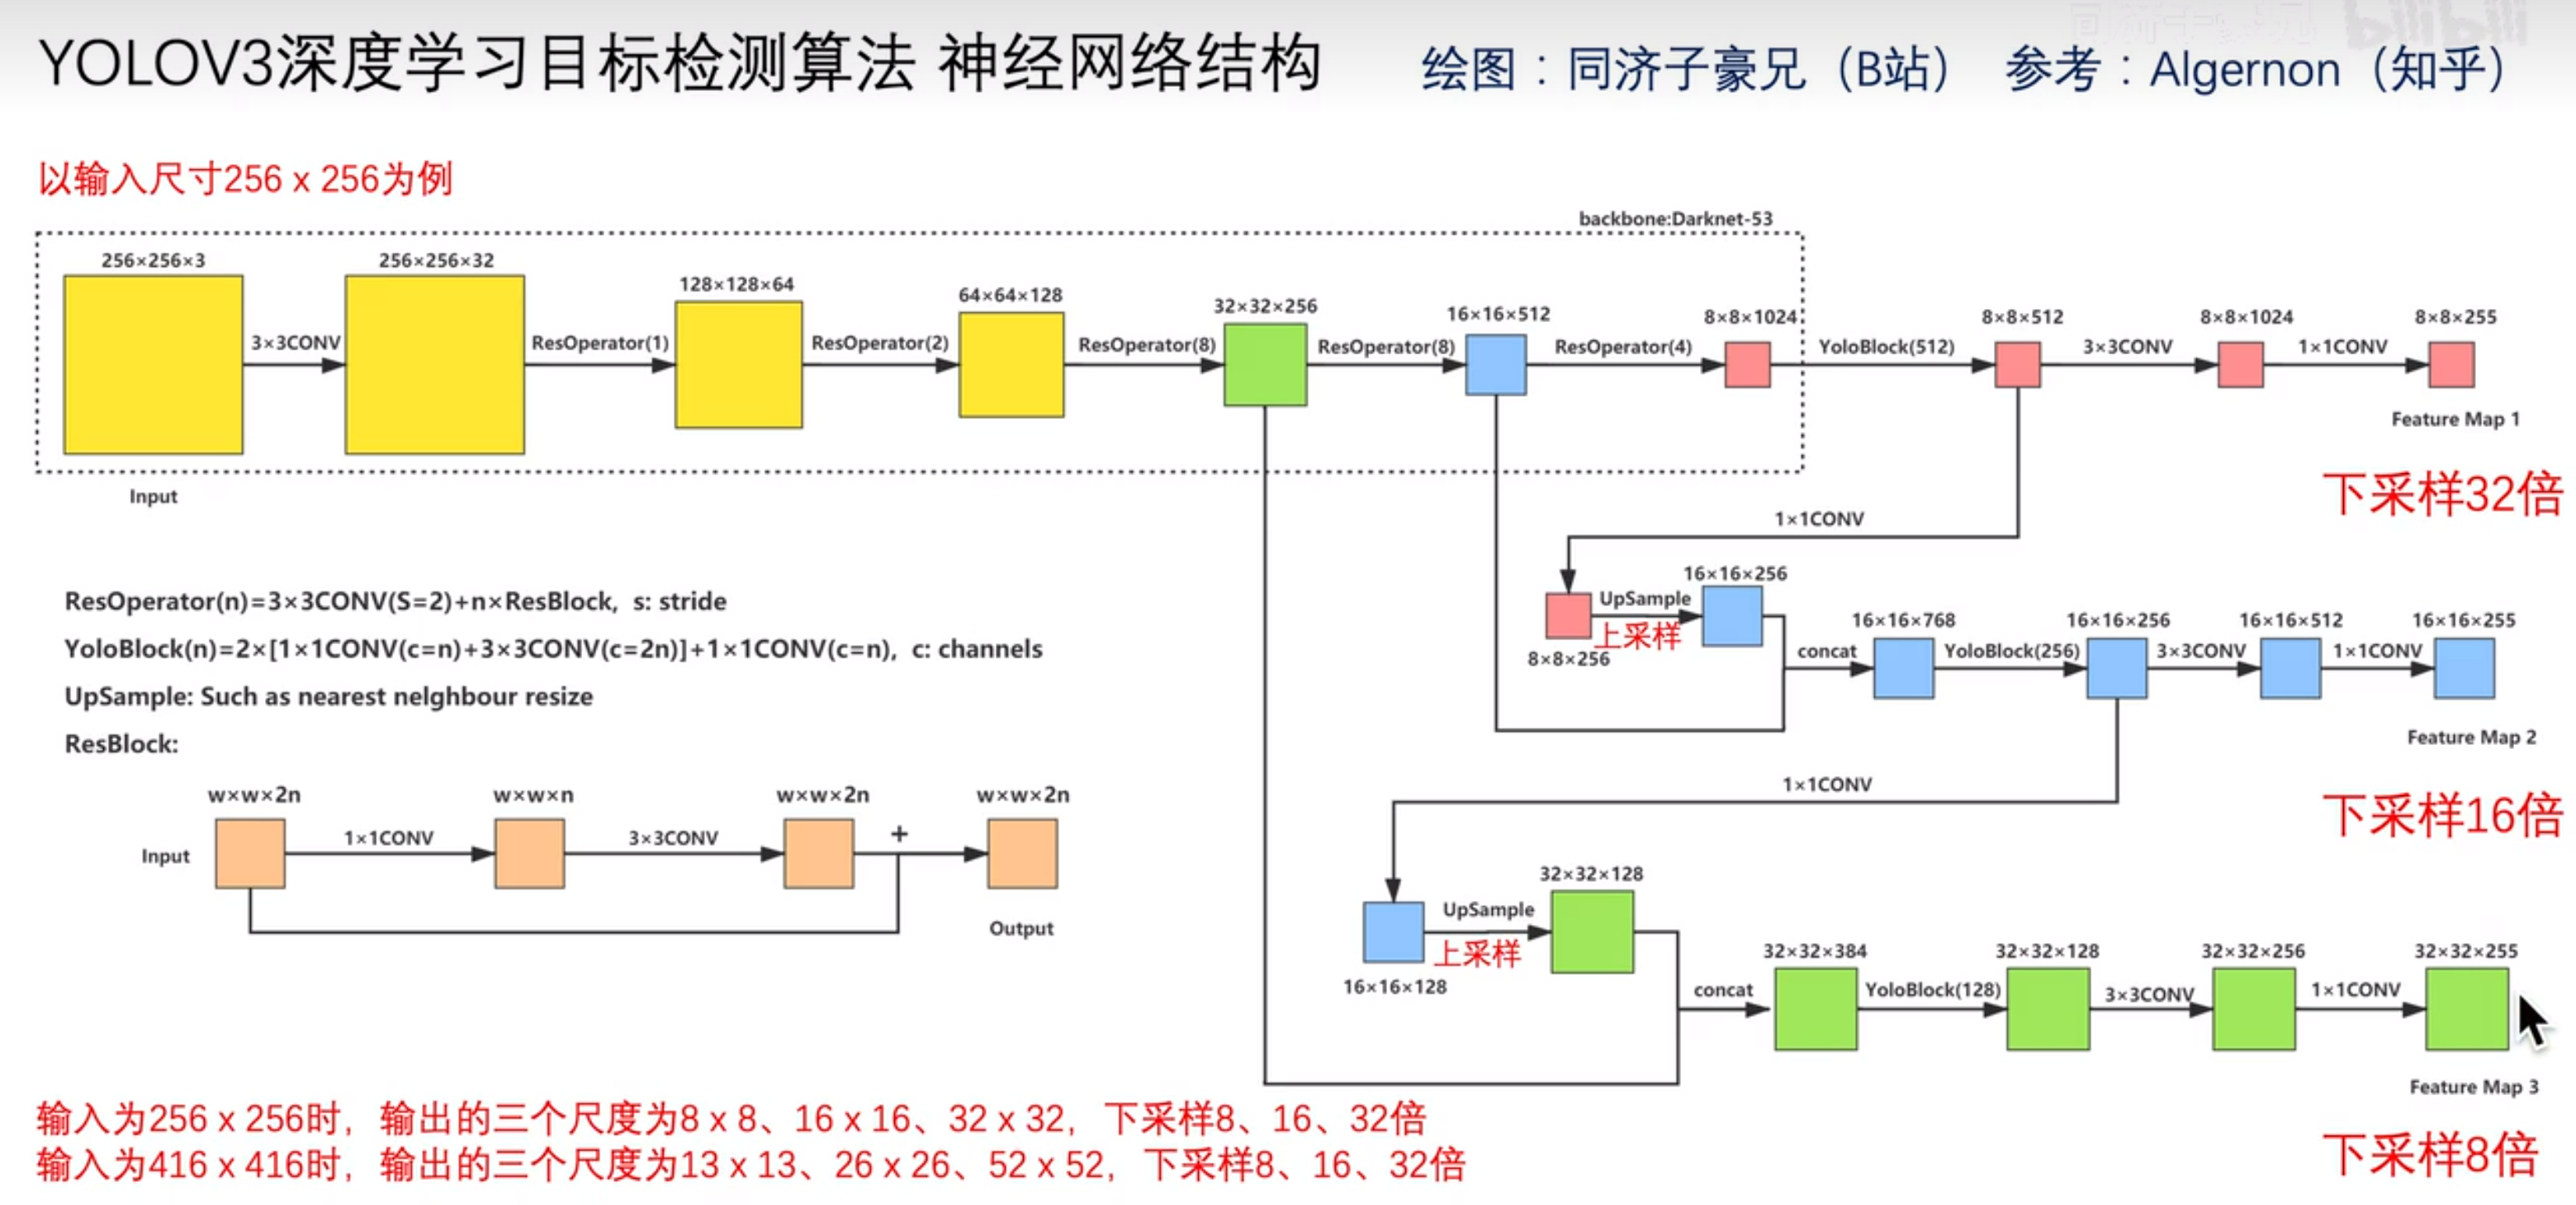 YOLOV3深度学习目标检测算法 神经网络结构 绘图：同济子豪兄（B站） 参考：Algernon（知乎）
以输入尺寸256 x 256为例
backbone:Darknet-53
256×256×3
256×256×32
128×128×64
64×64×128
32×32×256
16×16×512
8×8×1024
8×8×512
8×8×1024
8×8×255
3×3CONV
ResOperator(1)
ResOperator(2)
ResOperator(8)
ResOperator(8)
ResOperator(4)
YoloBlock(512)
3×3CONV
1×1CONV
Feature Map 1
Input
下采样32倍
1×1CONV
16×16×256
UpSample
上采样
8×8×256
16×16×768
16×16×256
16×16×512
16×16×255
concat
YoloBlock(256)
3×3CONV
1×1CONV
Feature Map 2
ResOperator(n)=3×3CONV(S=2)+n×ResBlock, s: stride
YoloBlock(n)=2×[1×1CONV(c=n)+3×3CONV(c=2n)]+1×1CONV(c=n), c: channels
UpSample: Such as nearest nelghbour resize
ResBlock:
w×w×2n
w×w×n
w×w×2n
w×w×2n
Input
1×1CONV
3×3CONV
+
Output
1×1CONV
下采样16倍
32×32×128
UpSample
上采样
16×16×128
32×32×384
32×32×128
32×32×256
32×32×255
concat
YoloBlock(128)
3×3CONV
1×1CONV
Feature Map 3
输入为256 x 256时, 输出的三个尺度为8 x 8、16 x 16、32 x 32, 下采样8、16、32倍
输入为416 x 416时, 输出的三个尺度为13 x 13、26 x 26、52 x 52, 下采样8、16、32倍
下采样8倍